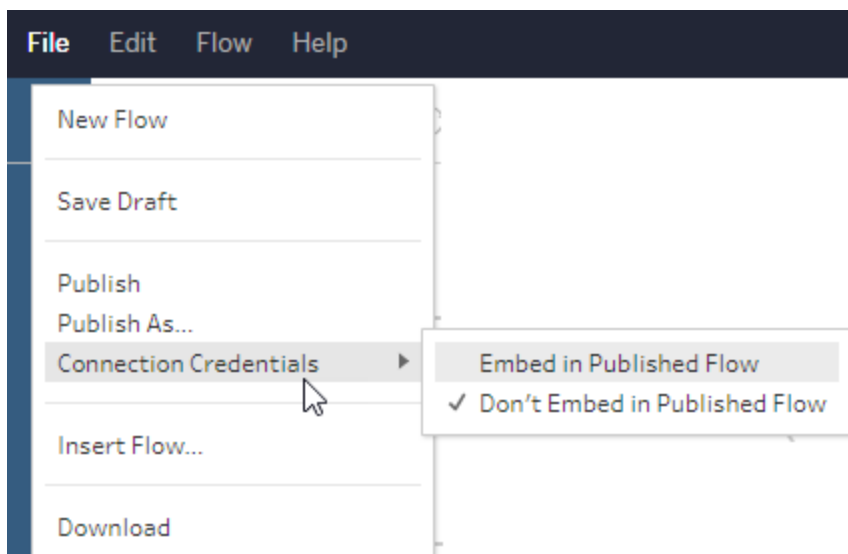 File Edit Flow Help
New Flow
Save Draft
Publish
Publish As...
Connection Credentials
Embed in Published Flow
Don't Embed in Published Flow
Insert Flow...
Download